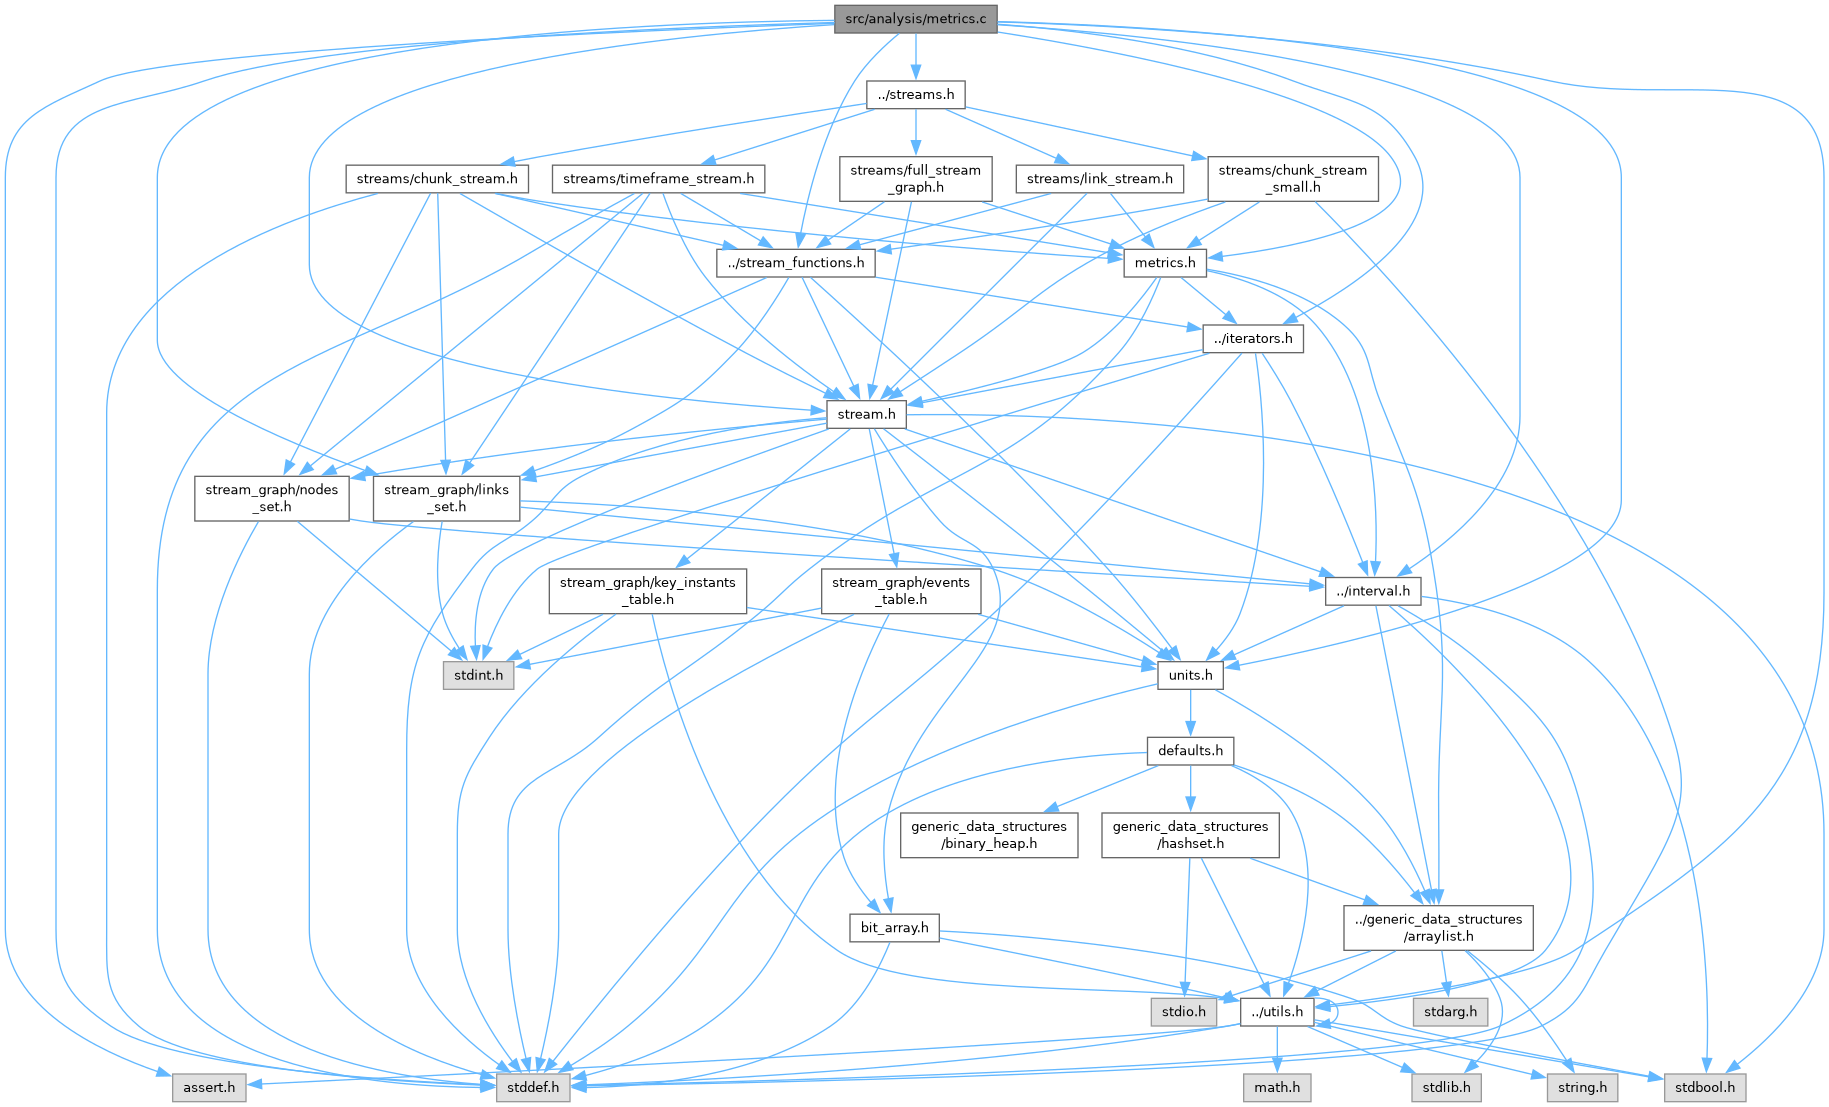 src/analysis/metrics.c
../streams.h
streams/chunk_stream.h
streams/timeframe_stream.h
streams/full_stream
_graph.h
streams/link_stream.h
streams/chunk_stream
_small.h
../stream_functions.h
metrics.h
../iterators.h
stream.h
stream_graph/nodes
_set.h
stream_graph/links
_set.h
stream_graph/key_instants
_table.h
stream_graph/events
_table.h
../interval.h
stdint.h
units.h
defaults.h
generic_data_structures
/binary_heap.h
generic_data_structures
/hashset.h
bit_array.h
../generic_data_structures
/arraylist.h
stdio.h
../utils.h
stdarg.h
assert.h
stddef.h
math.h
stdlib.h
string.h
stdbool.h